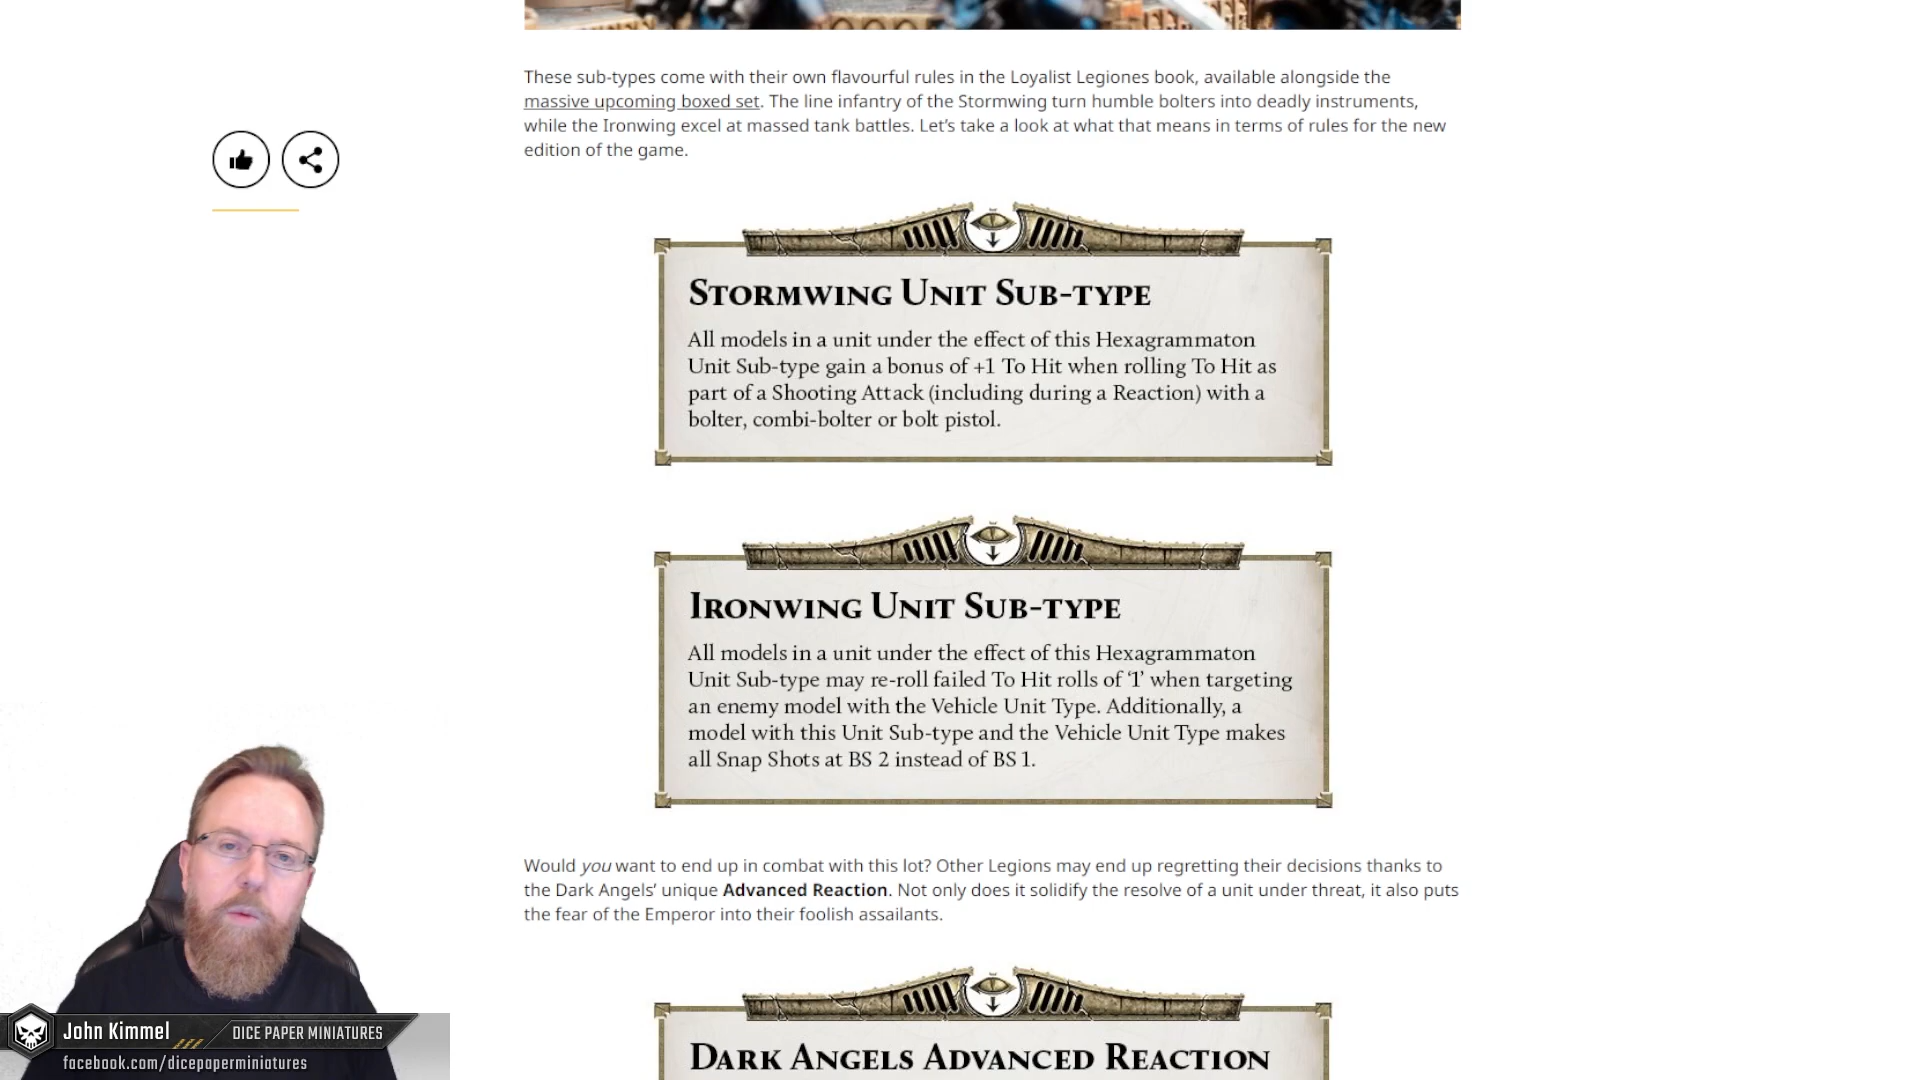 These sub-types come with their own flavourful rules in the Loyalist Legiones book, available alongside the
massive upcoming boxed set. The line infantry of the Stormwing turn humble bolters into deadly instruments,
while the Ironwing excel at massed tank battles. Let’s take a look at what that means in terms of rules for the new
edition of the game.
Stormwing Unit Sub-type
All models in a unit under the effect of this Hexagrammaton
Unit Sub-type gain a bonus of +1 To Hit when rolling To Hit as
part of a Shooting Attack (including during a Reaction) with a
bolter, combi-bolter or bolt pistol.
Ironwing Unit Sub-type
All models in a unit under the effect of this Hexagrammaton
Unit Sub-type may re-roll failed To Hit rolls of ‘1’ when targeting
an enemy model with the Vehicle Unit Type. Additionally, a
model with this Unit Sub-type and the Vehicle Unit Type makes
all Snap Shots at BS 2 instead of BS 1.
Would you want to end up in combat with this lot? Other Legions may end up regretting their decisions thanks to
the Dark Angels’ unique Advanced Reaction. Not only does it solidify the resolve of a unit under threat, it also puts
the fear of the Emperor into their foolish assailants.
Dark Angels Advanced Reaction
John Kimmel DICE PAPER MINIATURES
facebook.com/dicepaperminiatures